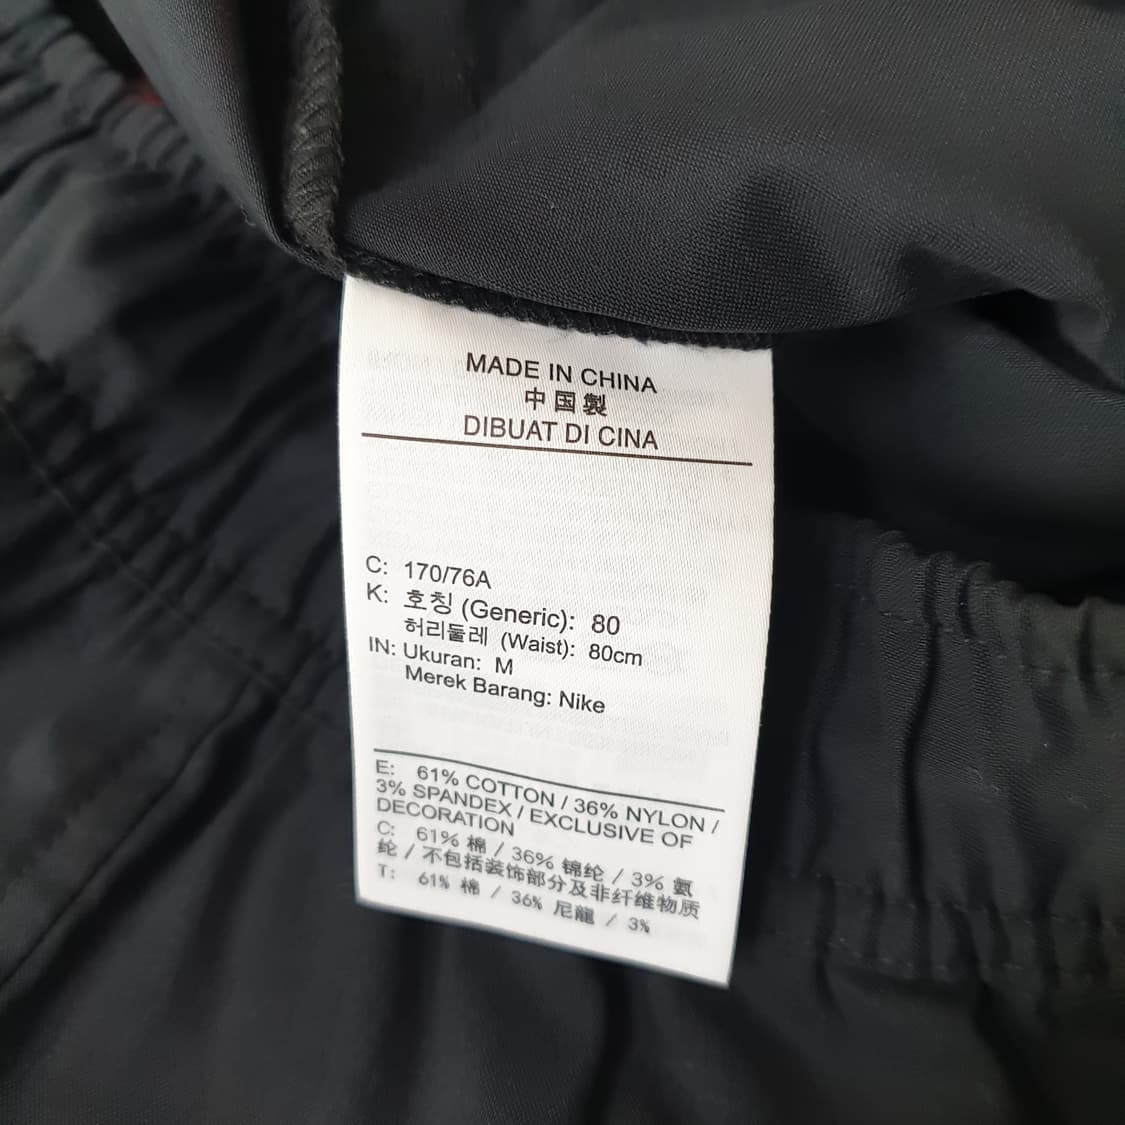 MADE IN CHINA
中国製
DIBUAT DI CINA
C: 170/76A
K: 호칭 (Generic): 80
허리둘레 (Waist): 80cm
IN: Ukuran: M
Merek Barang: Nike
E: 61% COTTON / 36% NYLON /
3% SPANDEX / EXCLUSIVE OF
DECORATION
C: 61% 棉 / 36% 锦纶 / 3% 氨
纶 / 不包括装饰部分及非纤维物质
T: 61% 棉 / 36% 尼龍 / 3%